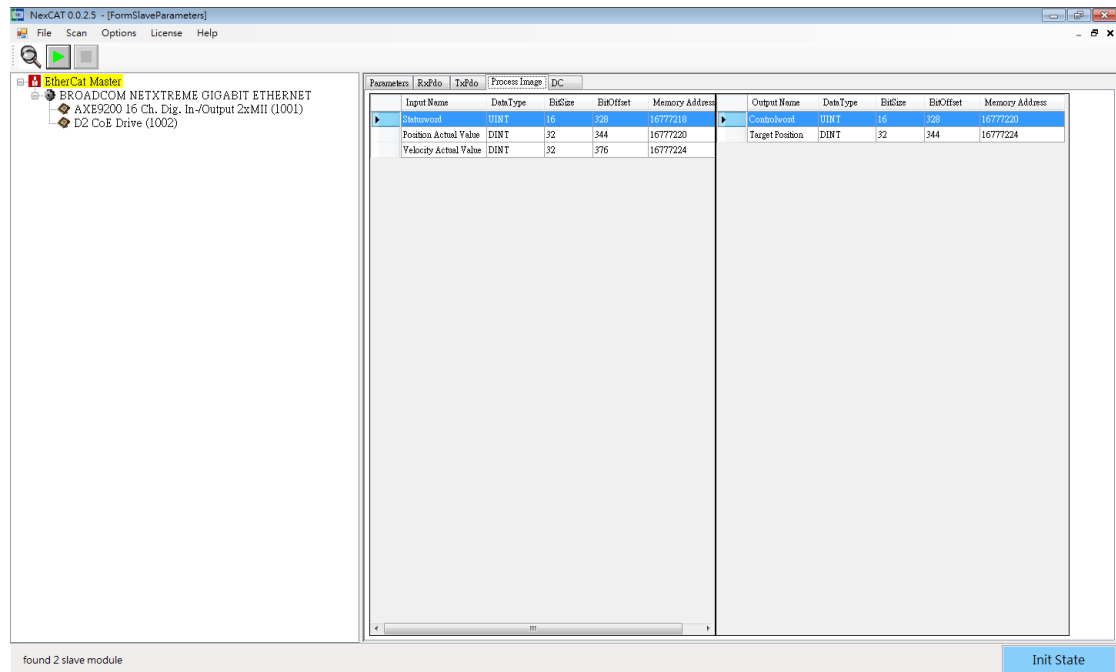 NexCAT 0.0.2.5 - [FormSlaveParameters]
File Scan Options License Help
EtherCat Master
BROADCOM NETXTREME GIGABIT ETHERNET
AXE9200 16 Ch. Dig. In-/Output 2xMII (1001)
D2 CoE Drive (1002)
Parameters RxPdo TxPdo Process Image DC
Input Name DataType BitSize BitOffset Memory Address
Statusword UINT 16 328 16777218
Position Actual Value DINT 32 344 16777220
Velocity Actual Value DINT 32 376 16777224
Output Name DataType BitSize BitOffset Memory Address
Controlword UINT 16 328 16777220
Target Position DINT 32 344 16777224
found 2 slave module
Init State